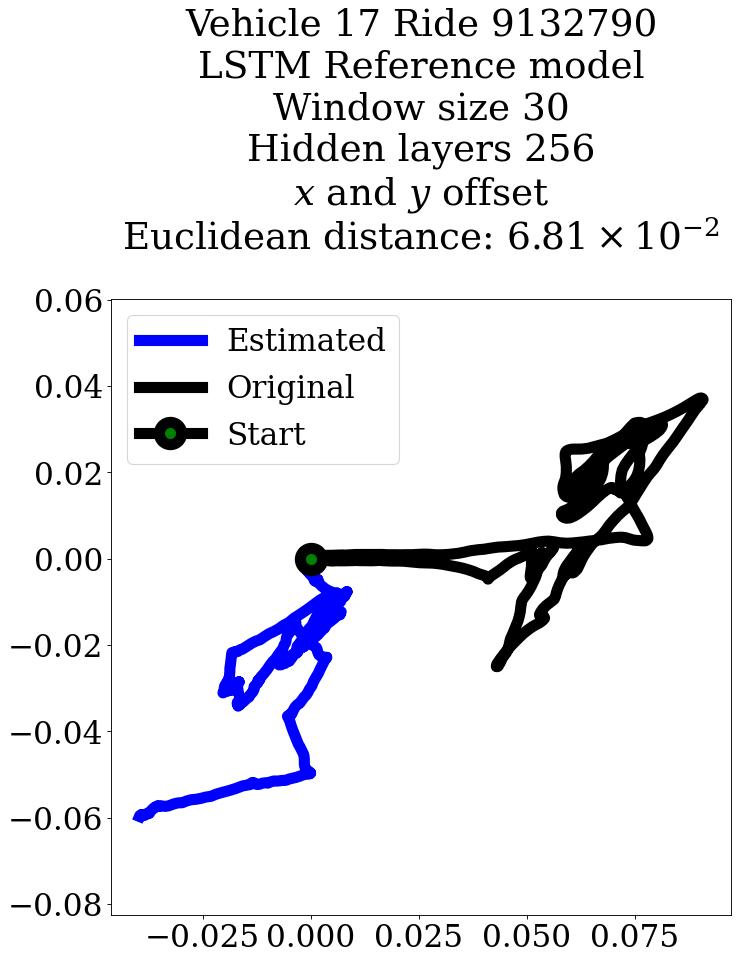 Vehicle 17 Ride 9132790
LSTM Reference model
Window size 30
Hidden layers 256
x and y offset
Euclidean distance: 6.81 × 10⁻²
0.06
0.04
0.02
0.00
−0.02
−0.04
−0.06
−0.08
Estimated
Original
Start
−0.025 0.000 0.025 0.050 0.075